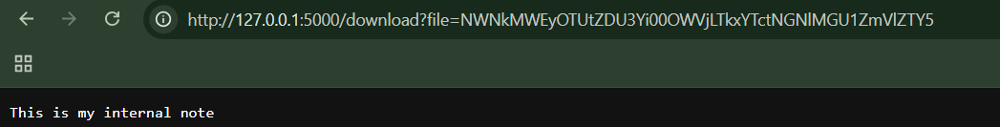 http://127.0.0.1:5000/download?file=NWNkMWEyOTUtZDU3Yi00OWVjLTkxYTctNGNlMGU1ZmVlZTY5
This is my internal note